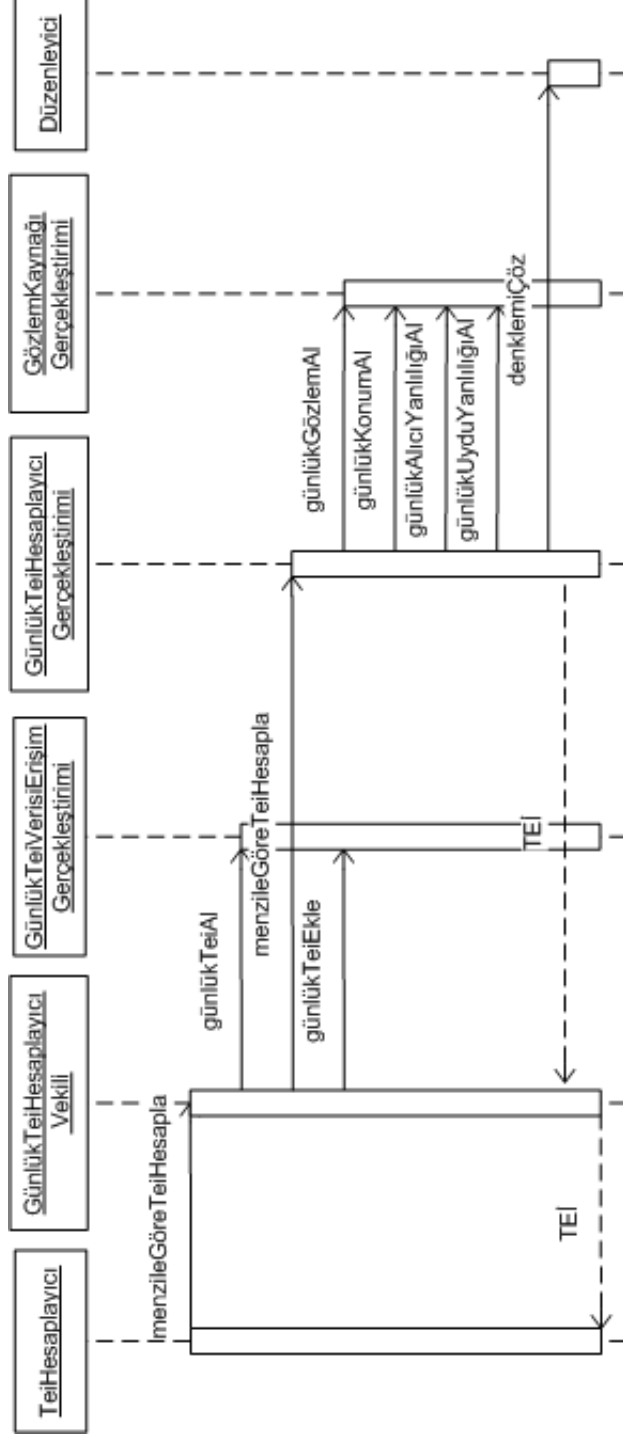 TeiHesaplayıcı
GünlükTeiHesaplayıcı
Vekili
GünlükTeiVerisiErişim
Gerçekleştirimi
GünlükTeiHesaplayıcı
Gerçekleştirimi
GözlemKaynağı
Gerçekleştirimi
Düzenleyici
menzileGöreTeiHesapla
günlükTeiAl
menzileGöreTeiHesapla
günlükTeiEkle
günlükGözlemAl
günlükKonumAl
günlükAlıcıYanlılığıAl
günlükUyduYanlılığıAl
denklemiÇöz
TEİ
TEİ